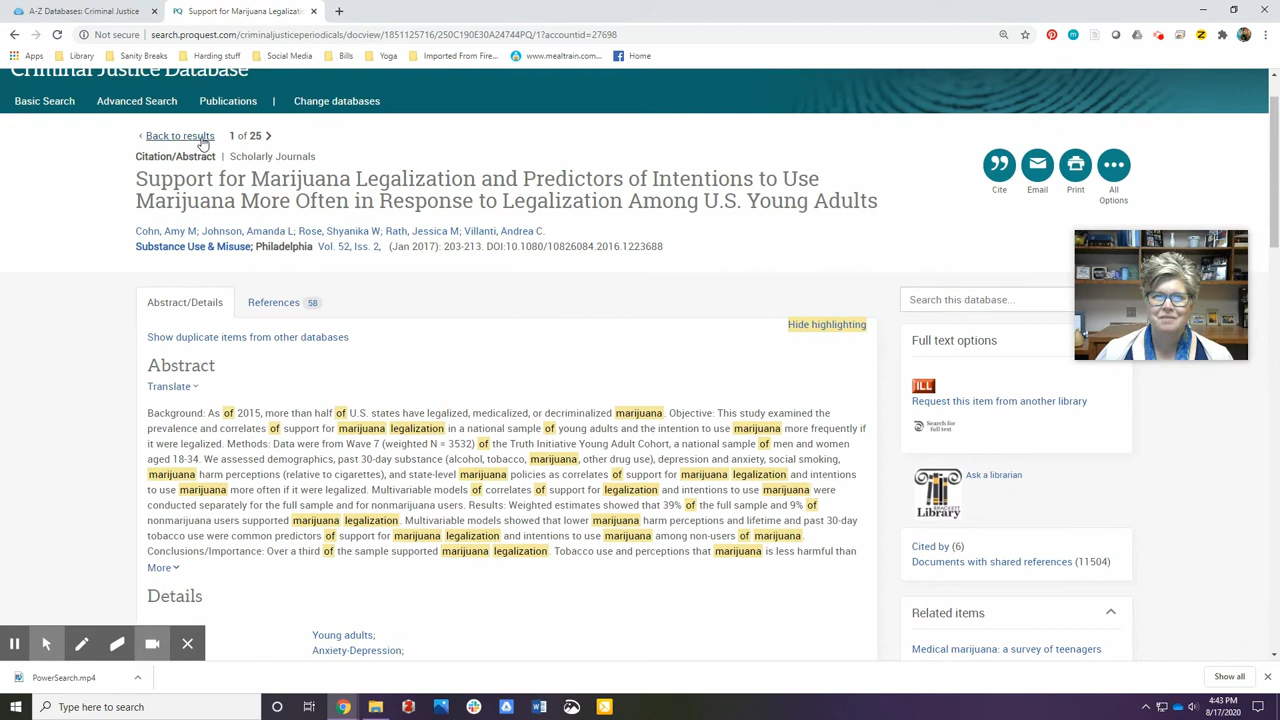 A-Z Databases: Criminal Justice
PQ Support for Marijuana Legalizatio
Not secure | search.proquest.com/criminaljusticeperiodicals/docview/1851125716/250C190E30A24744PQ/1?accountid=27698
Apps Library Sanity Breaks Harding stuff Social Media Bills Yoga Imported From Fire... www.mealtrain.com... Home
Criminal Justice Database
Basic Search Advanced Search Publications | Change databases
Back to results 1 of 25
Citation/Abstract | Scholarly Journals
Support for Marijuana Legalization and Predictors of Intentions to Use
Marijuana More Often in Response to Legalization Among U.S. Young Adults
Cite Email Print All Options
Cohn, Amy M; Johnson, Amanda L; Rose, Shyanika W; Rath, Jessica M; Villanti, Andrea C.
Substance Use & Misuse; Philadelphia Vol. 52, Iss. 2, (Jan 2017): 203-213. DOI:10.1080/10826084.2016.1223688
Abstract/Details References 58
Hide highlighting
Show duplicate items from other databases
Abstract
Translate
Background: As of 2015, more than half of U.S. states have legalized, medicalized, or decriminalized marijuana. Objective: This study examined the
prevalence and correlates of support for marijuana legalization in a national sample of young adults and the intention to use marijuana more frequently if
it were legalized. Methods: Data were from Wave 7 (weighted N = 3532) of the Truth Initiative Young Adult Cohort, a national sample of men and women
aged 18-34. We assessed demographics, past 30-day substance (alcohol, tobacco, marijuana, other drug use), depression and anxiety, social smoking,
marijuana harm perceptions (relative to cigarettes), and state-level marijuana policies as correlates of support for marijuana legalization and intentions
to use marijuana more often if it were legalized. Results: Multivariable models of correlates of support for legalization and intentions to use marijuana were
conducted separately for the full sample and for nonmarijuana users. Results: Weighted estimates showed that 39% of the full sample and 9% of
nonmarijuana users supported marijuana legalization. Multivariable models showed that lower marijuana harm perceptions and lifetime and past 30-day
tobacco use were common predictors of support for marijuana legalization and intentions to use marijuana among non-users of marijuana.
Conclusions/Importance: Over a third of the sample supported marijuana legalization. Tobacco use and perceptions that marijuana is less harmful than
More
Details
Young adults;
Anxiety-Depression;
Search this database...
Full text options
ILL
Request this item from another library
Search for full text
Library
Ask a librarian
Cited by (6)
Documents with shared references (11504)
Related items
Medical marijuana: a survey of teenagers
PowerSearch.mp4
Show all
Type here to search
4:43 PM
8/17/2020